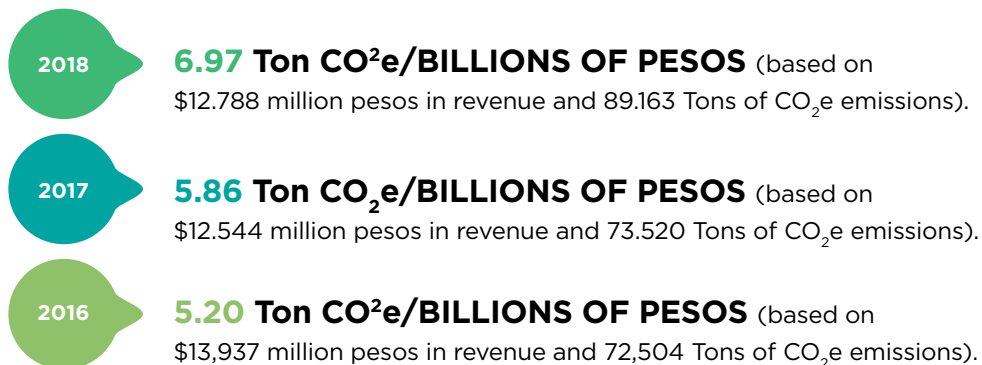 2018
6.97 Ton CO²e/BILLIONS OF PESOS (based on
$12.788 million pesos in revenue and 89.163 Tons of CO₂e emissions).
2017
5.86 Ton CO₂e/BILLIONS OF PESOS (based on
$12.544 million pesos in revenue and 73.520 Tons of CO₂e emissions).
2016
5.20 Ton CO²e/BILLIONS OF PESOS (based on
$13,937 million pesos in revenue and 72,504 Tons of CO₂e emissions).